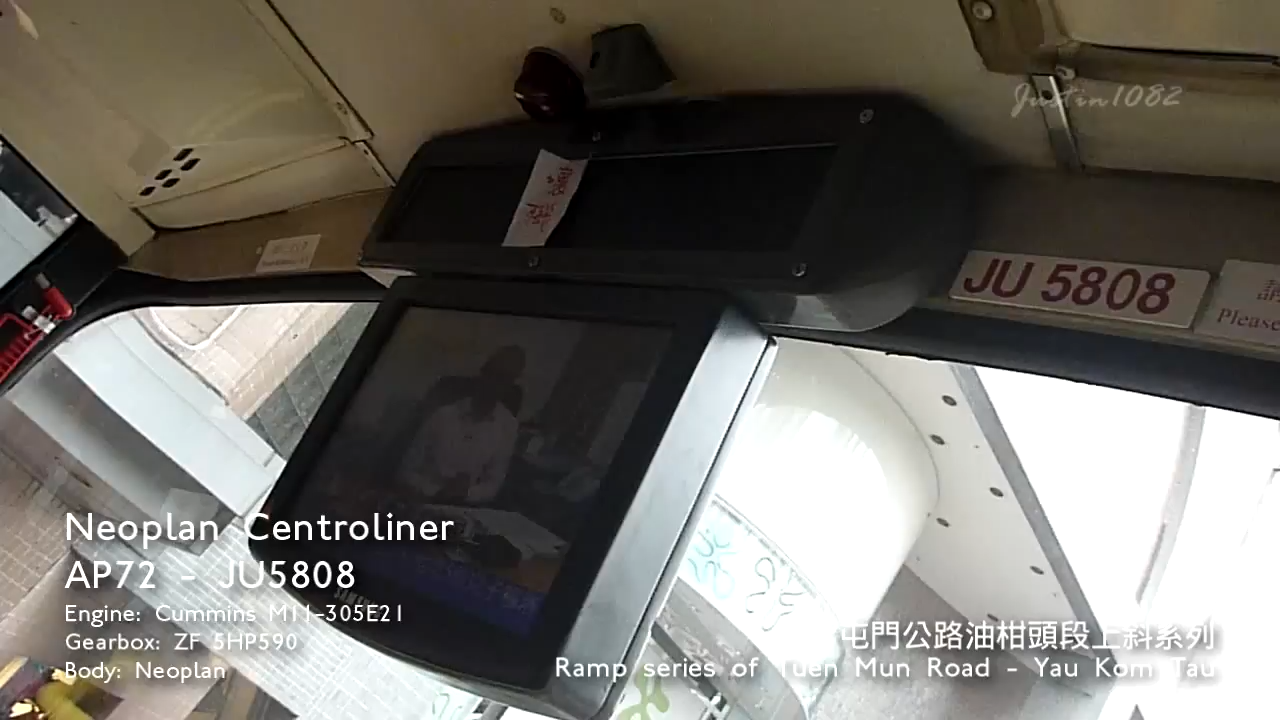 Justin1082
JU 5808
請
Please
SAMSUNG
Neoplan Centroliner
AP72 - JU5808
Engine: Cummins M11-305E21
Gearbox: ZF 5HP590
Body: Neoplan
屯門公路油柑頭段上斜系列
Ramp series of Tuen Mun Road - Yau Kom Tau